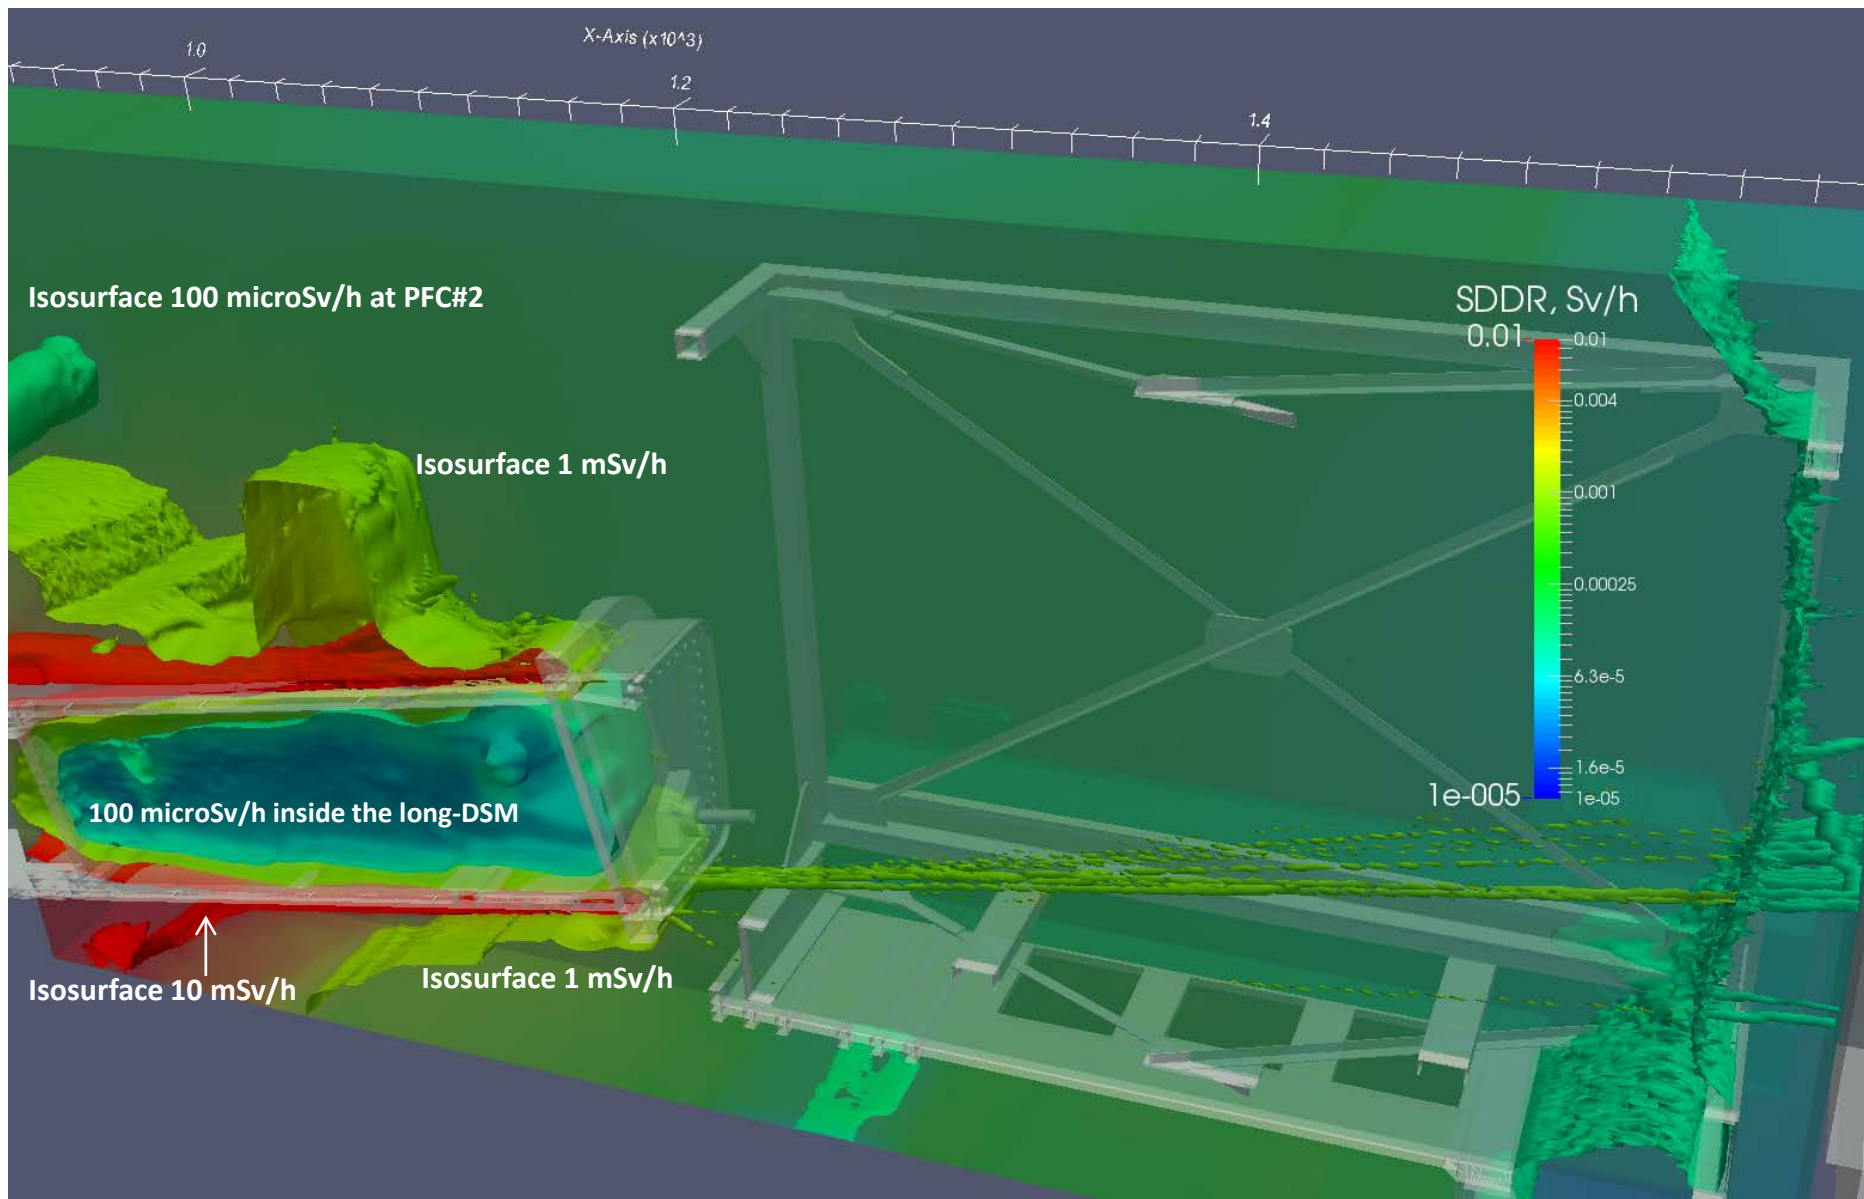 X-Axis (x10^3)
1.0
1.2
1.4
Isosurface 100 microSv/h at PFC#2
SDDR, Sv/h
0.01
0.01
0.004
Isosurface 1 mSv/h
0.001
0.00025
6.3e-5
1.6e-5
1e-005
1e-05
100 microSv/h inside the long-DSM
Isosurface 10 mSv/h
Isosurface 1 mSv/h